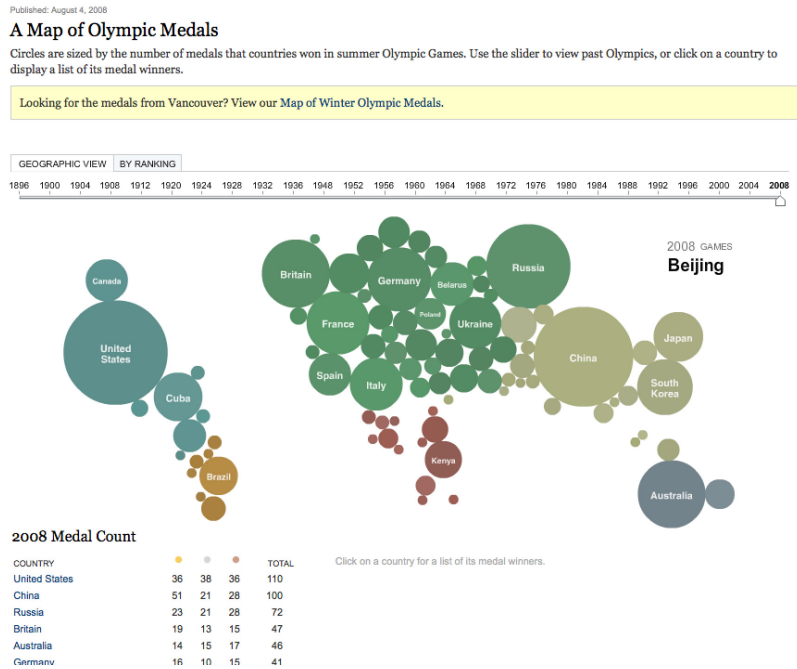 Published: August 4, 2008
A Map of Olympic Medals
Circles are sized by the number of medals that countries won in summer Olympic Games. Use the slider to view past Olympics, or click on a country to
display a list of its medal winners.
Looking for the medals from Vancouver? View our Map of Winter Olympic Medals.
GEOGRAPHIC VIEW BY RANKING
1896 1900 1904 1908 1912 1920 1924 1928 1932 1936 1948 1952 1956 1960 1964 1968 1972 1976 1980 1984 1988 1992 1996 2000 2004 2008
2008 GAMES
Beijing
Canada
United
States
Cuba
Brazil
Britain
Germany
Belarus
Russia
France
Poland
Ukraine
Spain
Italy
China
Japan
South
Korea
Kenya
Australia
2008 Medal Count
Click on a country for a list of its medal winners.
COUNTRY TOTAL
United States 36 38 36 110
China 51 21 28 100
Russia 23 21 28 72
Britain 19 13 15 47
Australia 14 15 17 46
Germany 16 10 15 41